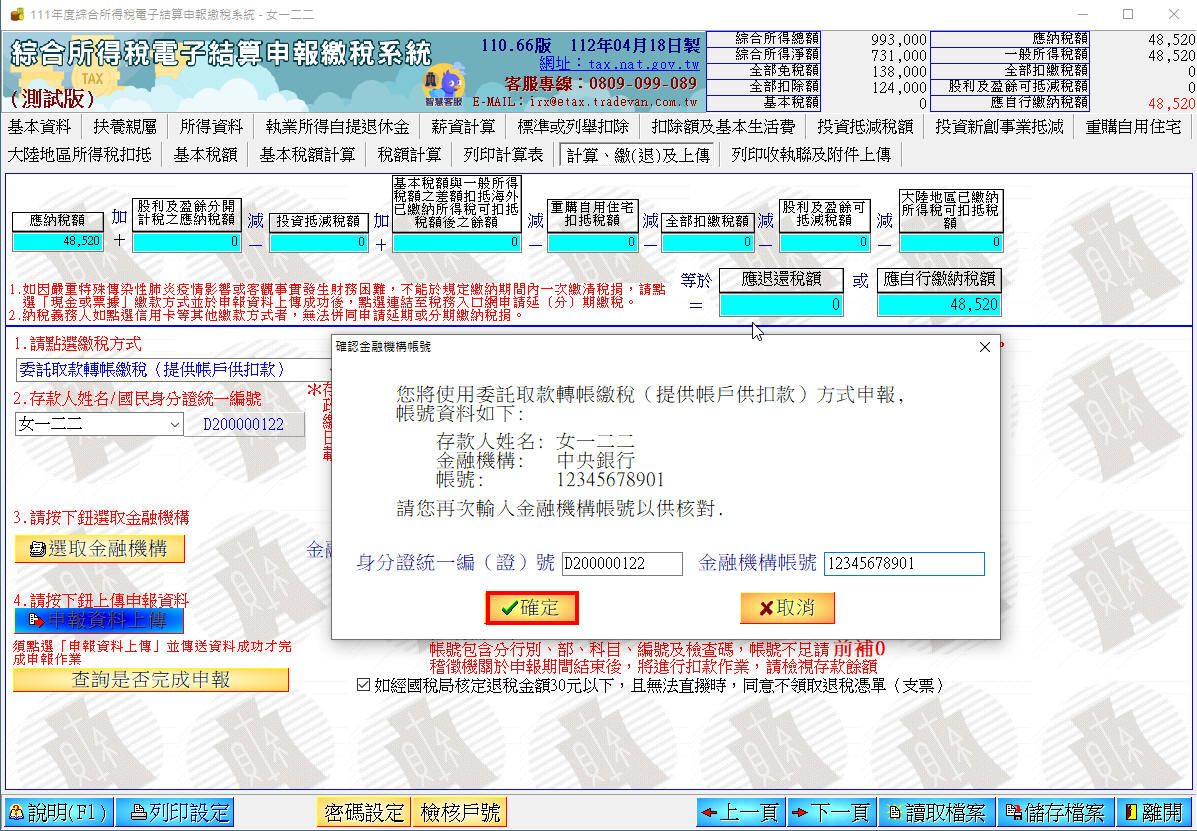 111年度綜合所得稅電子結算申報繳稅系統 - 女一二二
綜合所得稅電子結算申報繳稅系統
TAX
(測試版)
智慧客服
110.66版 112年04月18日製
網址：tax.nat.gov.tw
客服專線：0809-099-089
E-MAIL：irx@etax.tradevan.com.tw
綜合所得總額 993,000 應納稅額 48,520
綜合所得淨額 731,000 一般所得稅額 48,520
全部免稅額 138,000 全部扣繳稅額 0
全部扣除額 124,000 股利及盈餘可抵減稅額 0
基本稅額 0 應自行繳納稅額 48,520
基本資料 扶養親屬 所得資料 執業所得自提退休金 薪資計算 標準或列舉扣除 扣除額及基本生活費 投資抵減稅額 投資新創事業抵減 重購自用住宅
大陸地區所得稅扣抵 基本稅額 基本稅額計算 稅額計算 列印計算表 計算、繳(退)及上傳 列印收執聯及附件上傳
應納稅額
48,520
加
＋
股利及盈餘分開
計稅之應納稅額
0
減
－
投資抵減稅額
0
加
＋
基本稅額與一般所得
稅額之差額扣抵海外
已繳納所得稅可扣抵
稅額後之餘額
0
減
－
重購自用住宅
扣抵稅額
0
減
－
全部扣繳稅額
0
減
－
股利及盈餘可
抵減稅額
0
減
－
大陸地區已繳納
所得稅可扣抵稅
額
0
等於
＝
應退還稅額
0
或
應自行繳納稅額
48,520
1.如因嚴重特殊傳染性肺炎疫情影響或客觀事實發生財務困難，不能於規定繳納期間內一次繳清稅捐，請點
選「現金或票據」繳款方式並於申報資料上傳成功後，點選連結至稅務入口網申請延（分）期繳稅。
2.納稅義務人如點選信用卡等其他繳款方式者，無法併同申請延期或分期繳納稅捐。
1.請點選繳稅方式
委託取款轉帳繳稅（提供帳戶供扣款）
2.存款人姓名/國民身分證統一編號
女一二二 D200000122
＊存
政
繳
日
3.請按下鈕選取金融機構
選取金融機構
金融
4.請按下鈕上傳申報資料
申報資料上傳
須點選「申報資料上傳」並傳送資料成功才完
成申報作業
查詢是否完成申報
確認金融機構帳號
您將使用委託取款轉帳繳稅（提供帳戶供扣款）方式申報,
帳號資料如下:
存款人姓名: 女一二二
金融機構: 中央銀行
帳號: 12345678901
請您再次輸入金融機構帳號以供核對.
身分證統一編（證）號 D200000122 金融機構帳號 12345678901
確定 取消
帳號包含分行別、部、科目、編號及檢查碼，帳號不足請 前補0
稽徵機關於申報期間結束後，將進行扣款作業，請檢視存款餘額
如經國稅局核定退稅金額30元以下，且無法直撥時，同意不領取退稅憑單（支票）
說明(F1) 列印設定 密碼設定 檢核戶號 上一頁 下一頁 讀取檔案 儲存檔案 離開